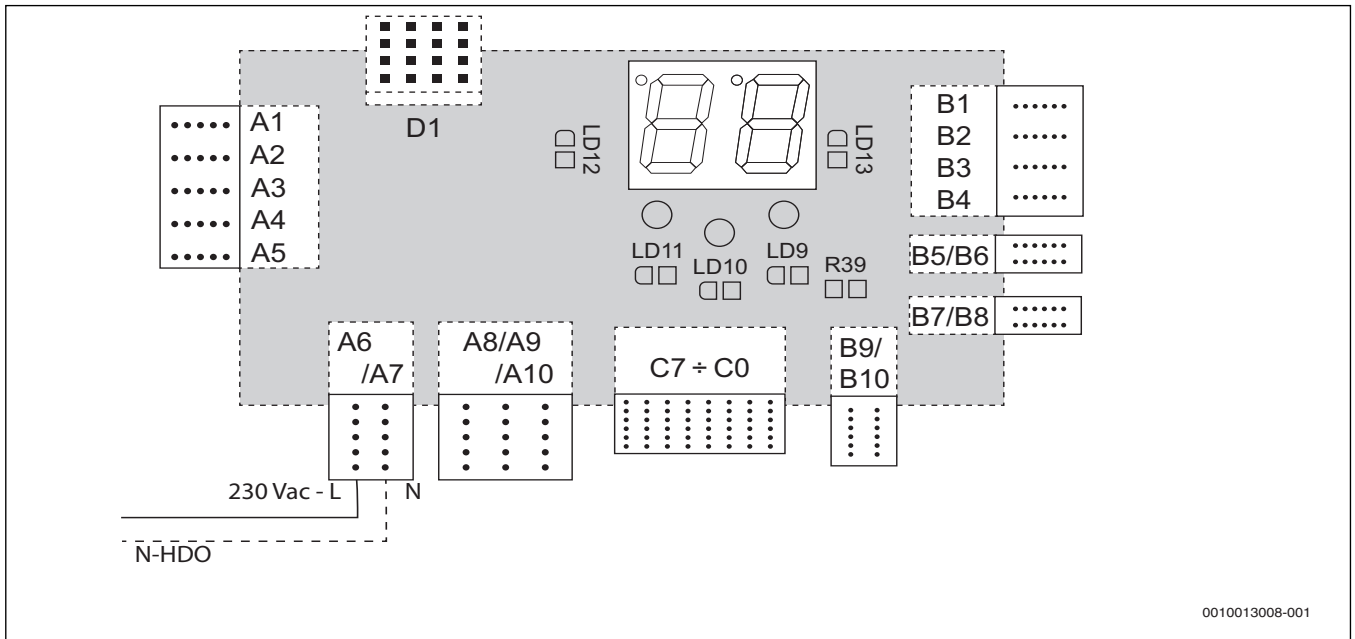 D1
A1
A2
A3
A4
A5
LD12
LD13
B1
B2
B3
B4
LD11
LD10
LD9
R39
B5/B6
B7/B8
A6
/A7
A8/A9
/A10
C7 ÷ C0
B9/
B10
230 Vac - L
N
N-HDO
0010013008-001